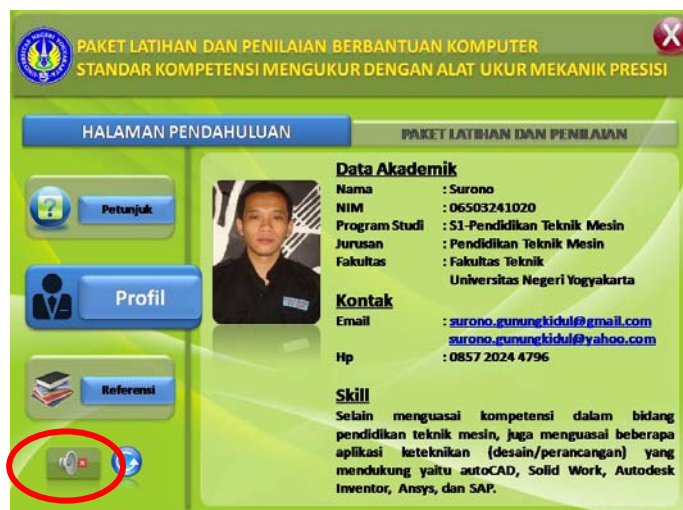 PAKET LATIHAN DAN PENILAIAN BERBANTUAN KOMPUTER
STANDAR KOMPETENSI MENGUKUR DENGAN ALAT UKUR MEKANIK PRESISI
X
HALAMAN PENDAHULUAN
PAKET LATIHAN DAN PENILAIAN
Petunjuk
Profil
Referensi
Data Akademik
Nama : Surono
NIM : 06503241020
Program Studi : S1-Pendidikan Teknik Mesin
Jurusan : Pendidikan Teknik Mesin
Fakultas : Fakultas Teknik
Universitas Negeri Yogyakarta
Kontak
Email : surono.gunungkidul@gmail.com
surono.gunungkidul@yahoo.com
Hp : 0857 2024 4796
Skill
Selain menguasai kompetensi dalam bidang
pendidikan teknik mesin, juga menguasai beberapa
aplikasi keteknikan (desain/perancangan) yang
mendukung yaitu autoCAD, Solid Work, Autodesk
Inventor, Ansys, dan SAP.